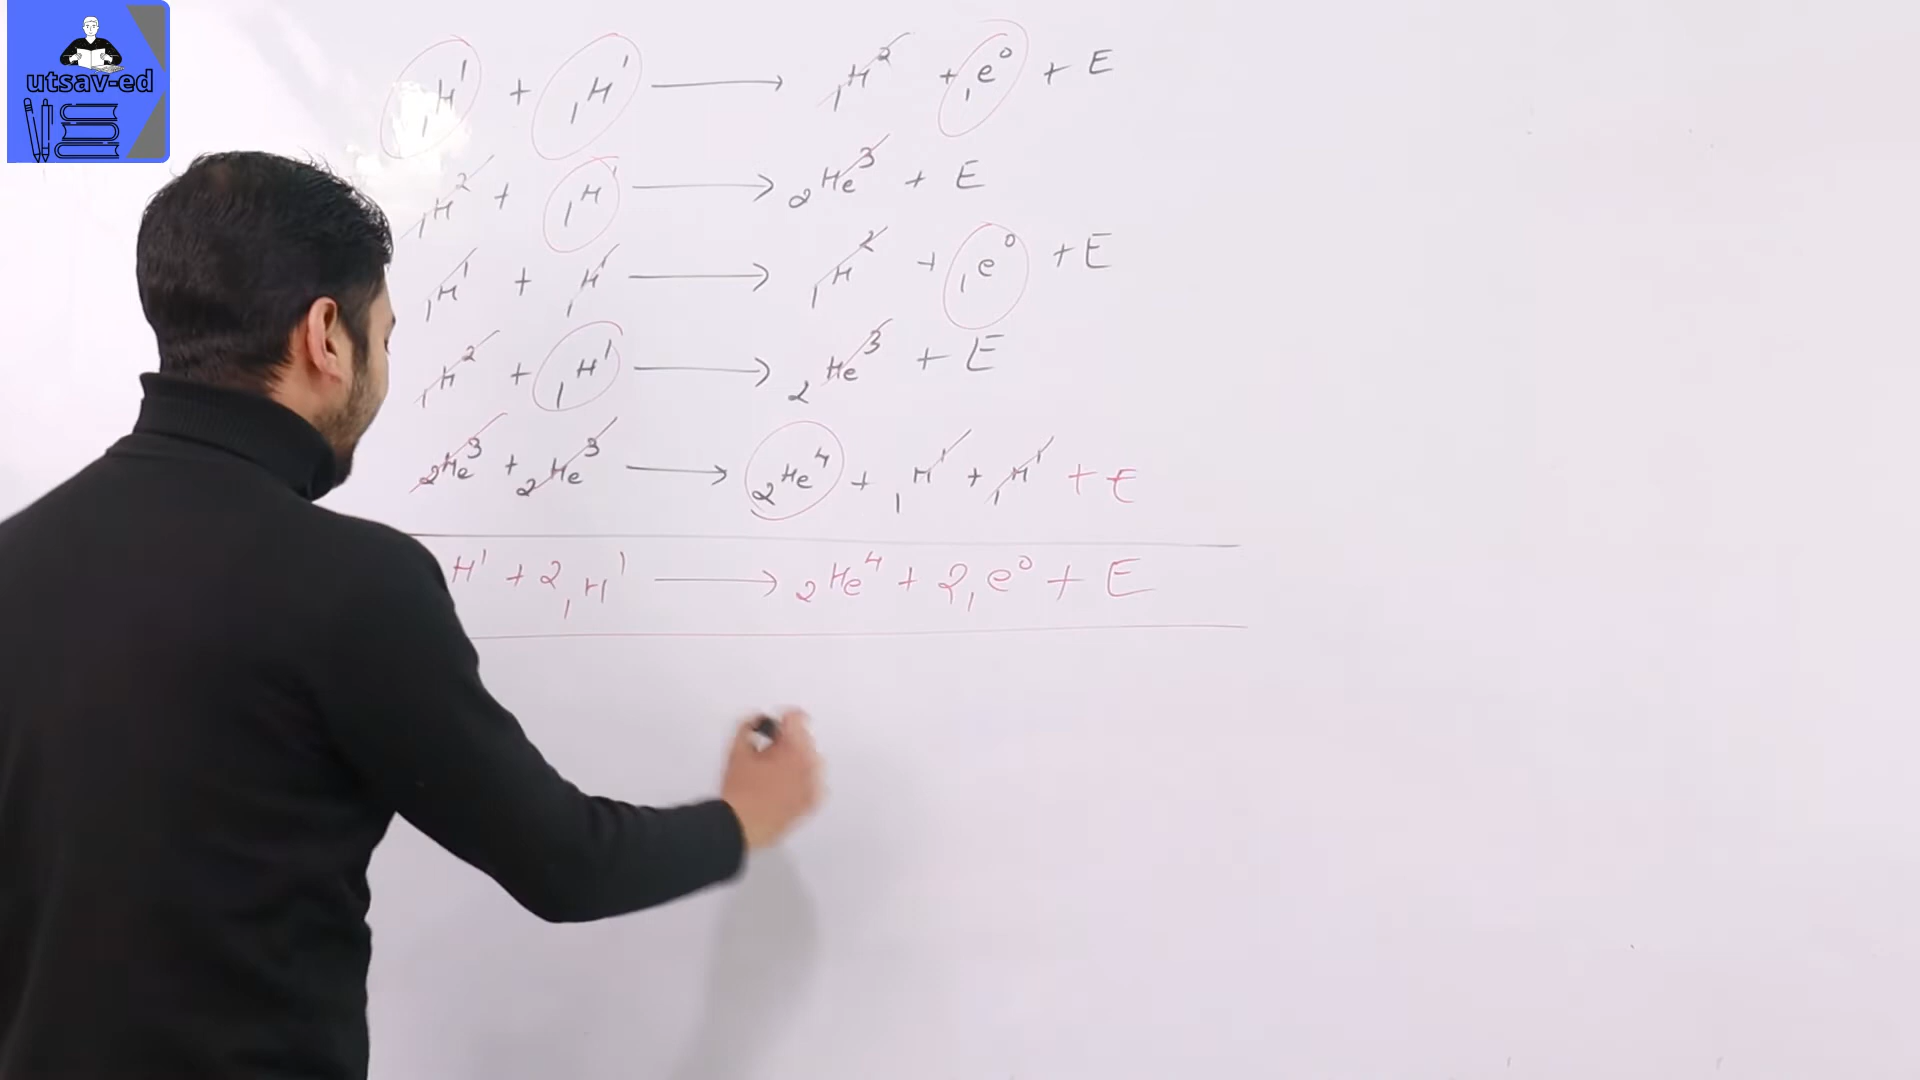 utsav-ed
₁H¹ + ₁H¹ ⟶ ₁H² + ₁e⁰ + E
₁H² + ₁H¹ ⟶ ₂He³ + E
₁H¹ + ₁H¹ ⟶ ₁H² + ₁e⁰ + E
₁H² + ₁H¹ ⟶ ₂He³ + E
₂He³ + ₂He³ ⟶ ₂He⁴ + ₁H¹ + ₁H¹ + E
H¹ + 2₁H¹ ⟶ ₂He⁴ + 2₁e⁰ + E